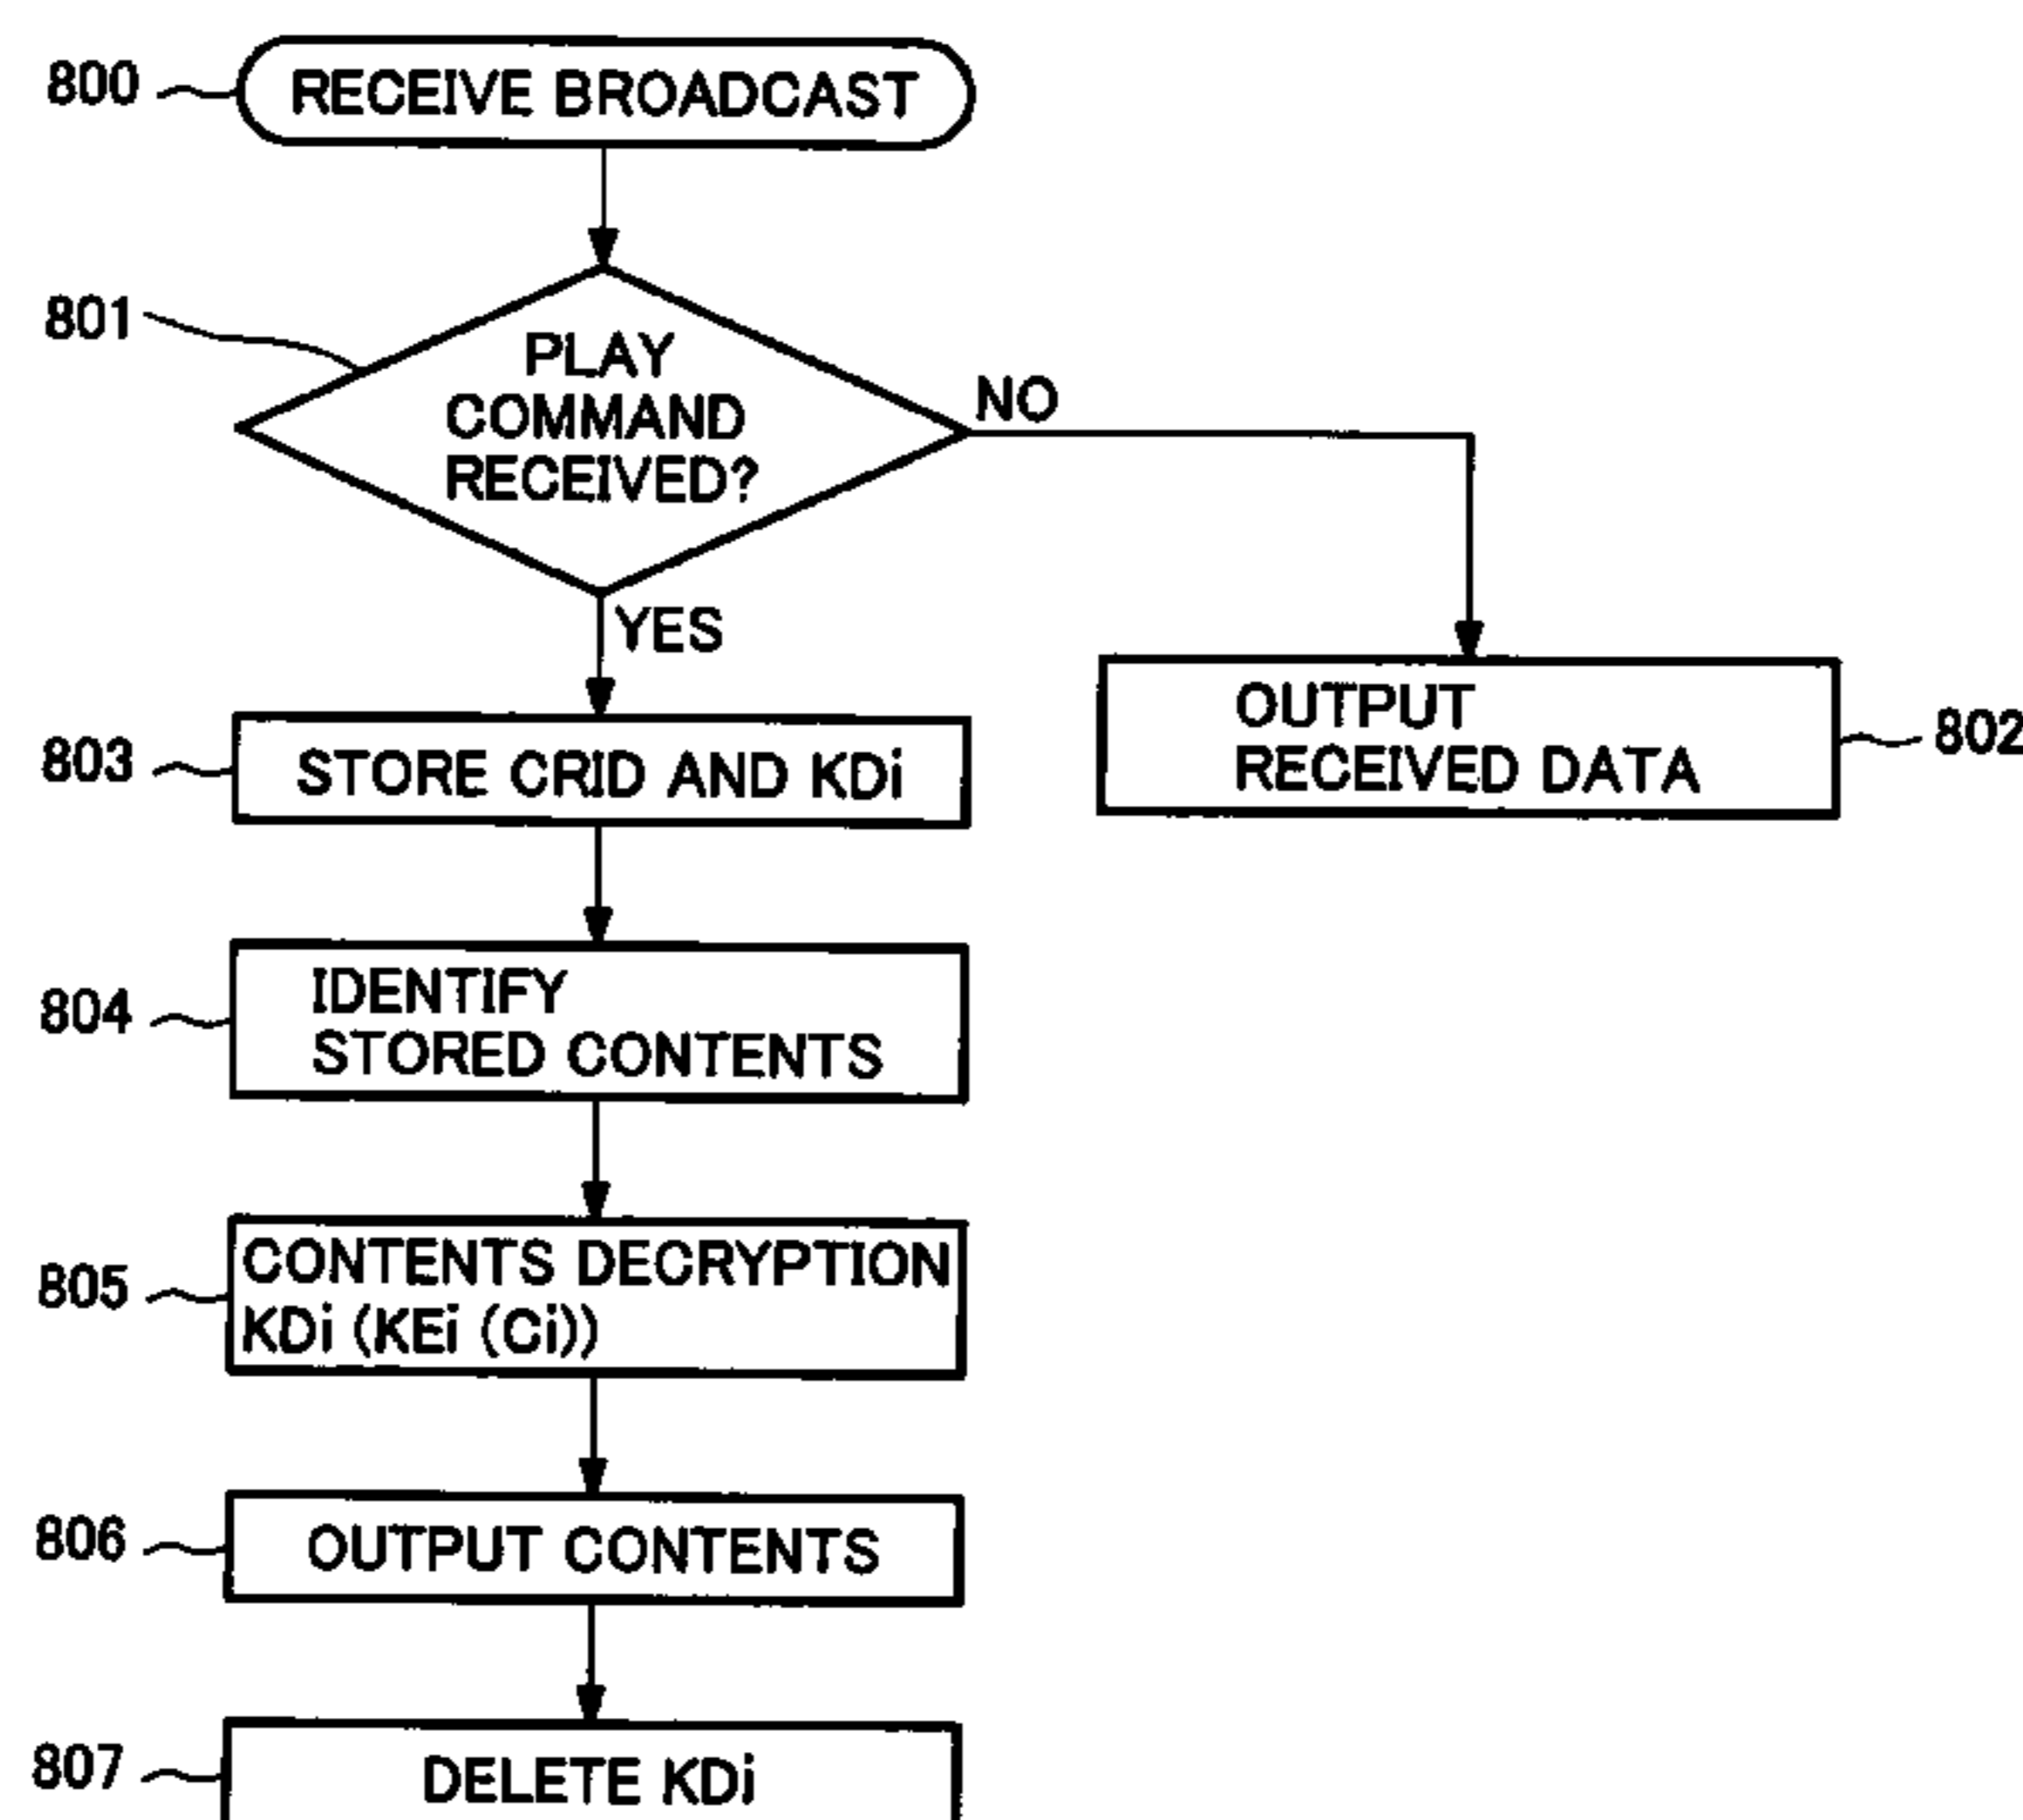 800
RECEIVE BROADCAST
801
PLAY
COMMAND
RECEIVED?
NO
YES
803
STORE CRID AND KDi
OUTPUT
RECEIVED DATA
802
804
IDENTIFY
STORED CONTENTS
805
CONTENTS DECRYPTION
KDi (KEi (Ci))
806
OUTPUT CONTENTS
807
DELETE KDi